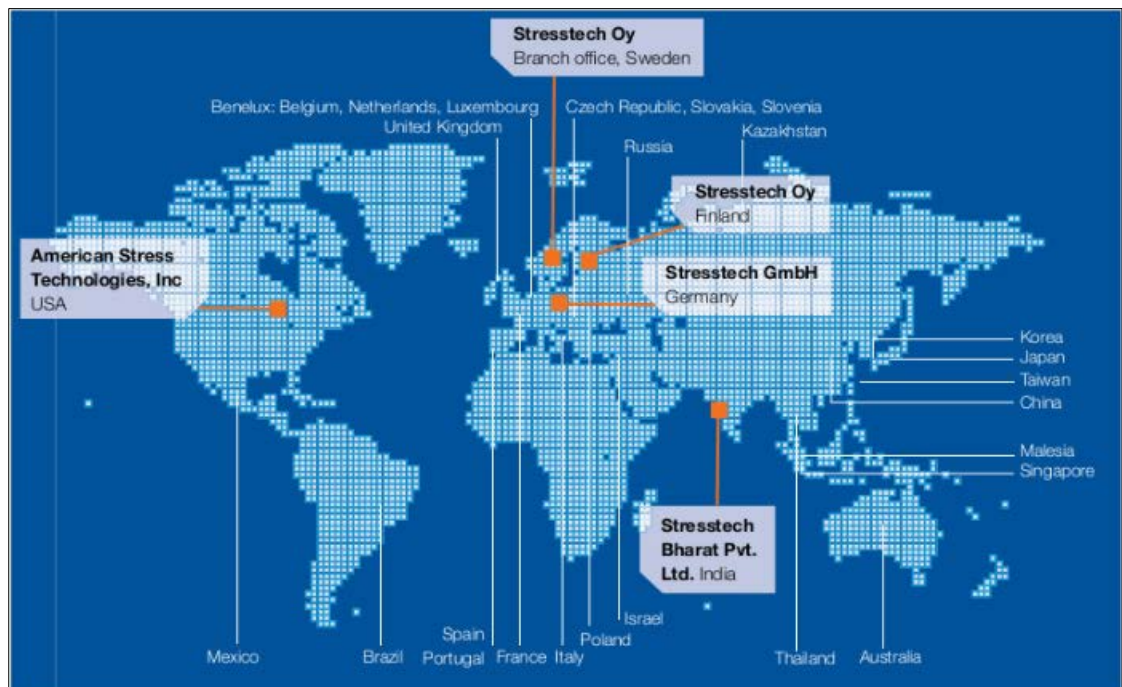 Stresstech Oy
Branch office, Sweden
Benelux: Belgium, Netherlands, Luxembourg
Czech Republic, Slovakia, Slovenia
United Kingdom
Kazakhstan
Russia
Stresstech Oy
Finland
American Stress
Technologies, Inc
USA
Stresstech GmbH
Germany
Korea
Japan
Taiwan
China
Malesia
Singapore
Stresstech
Bharat Pvt.
Ltd. India
Israel
Poland
Spain
Portugal
France
Italy
Mexico
Brazil
Thailand
Australia